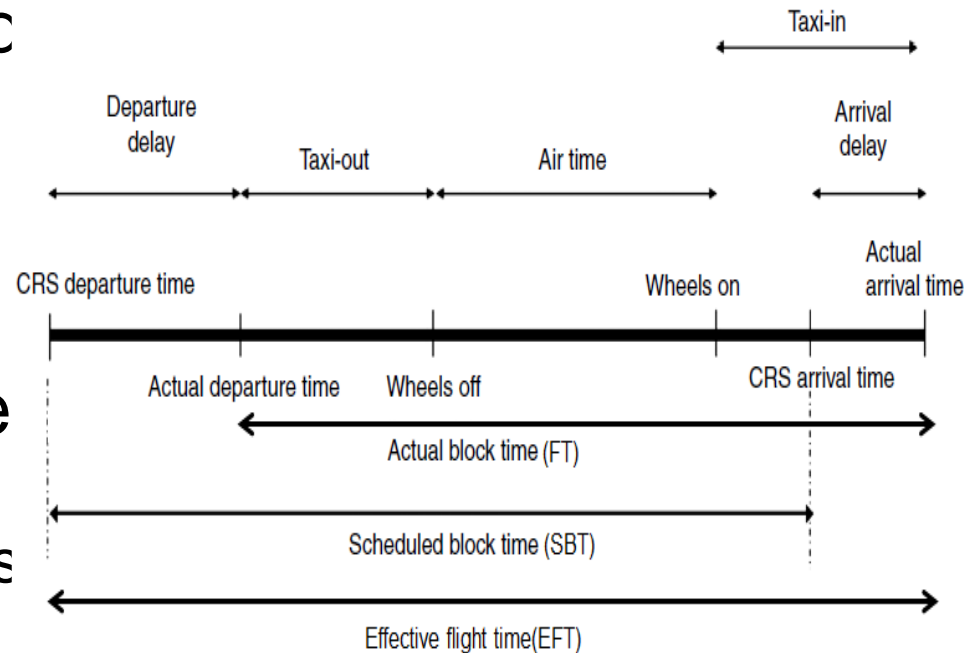 Taxi-in
Departure
delay
Arrival
delay
Taxi-out
Air time
CRS departure time
Wheels on
Actual
arrival time
Actual departure time
Wheels off
CRS arrival time
Actual block time (FT)
Scheduled block time (SBT)
Effective flight time(EFT)